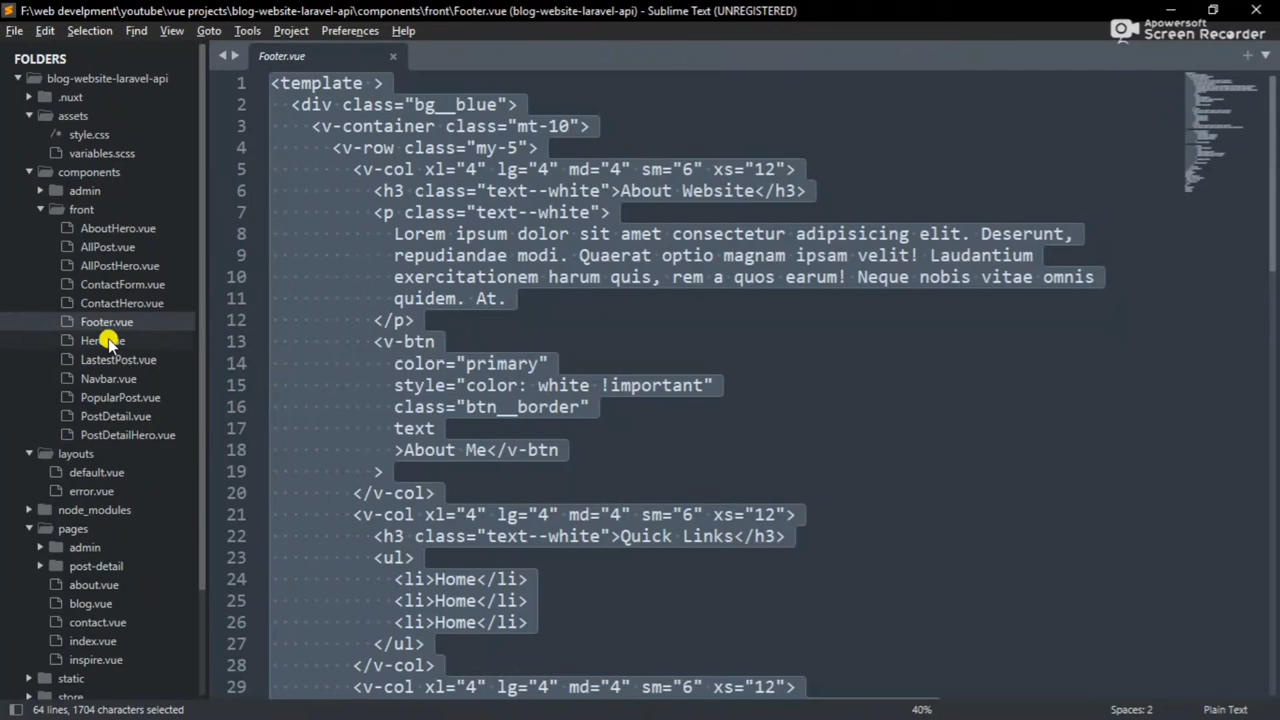 F:\web develpment\youtube\vue projects\blog-website-laravel-api\components\front\Footer.vue (blog-website-laravel-api) - Sublime Text (UNREGISTERED)
File Edit Selection Find View Goto Tools Project Preferences Help
Apowersoft
Screen Recorder
FOLDERS
blog-website-laravel-api
.nuxt
assets
/* style.css
variables.scss
components
admin
front
AboutHero.vue
AllPost.vue
AllPostHero.vue
ContactForm.vue
ContactHero.vue
Footer.vue
LastestPost.vue
Navbar.vue
PopularPost.vue
PostDetail.vue
PostDetailHero.vue
layouts
default.vue
error.vue
node_modules
pages
admin
post-detail
about.vue
blog.vue
contact.vue
index.vue
inspire.vue
static
store
Footer.vue
1 <template >
2 <div class="bg__blue">
3 <v-container class="mt-10">
4 <v-row class="my-5">
5 <v-col xl="4" lg="4" md="4" sm="6" xs="12">
6 <h3 class="text--white">About Website</h3>
7 <p class="text--white">
8 Lorem ipsum dolor sit amet consectetur adipisicing elit. Deserunt,
9 repudiandae modi. Quaerat optio magnam ipsam velit! Laudantium
10 exercitationem harum quis, rem a quos earum! Neque nobis vitae omnis
11 quidem. At.
12 </p>
13 <v-btn
14 color="primary"
15 style="color: white !important"
16 class="btn__border"
17 text
18 >About Me</v-btn
19 >
20 </v-col>
21 <v-col xl="4" lg="4" md="4" sm="6" xs="12">
22 <h3 class="text--white">Quick Links</h3>
23 <ul>
24 <li>Home</li>
25 <li>Home</li>
26 <li>Home</li>
27 </ul>
28 </v-col>
29 <v-col xl="4" lg="4" md="4" sm="6" xs="12">
64 lines, 1704 characters selected
40%
Spaces: 2
Plain Text